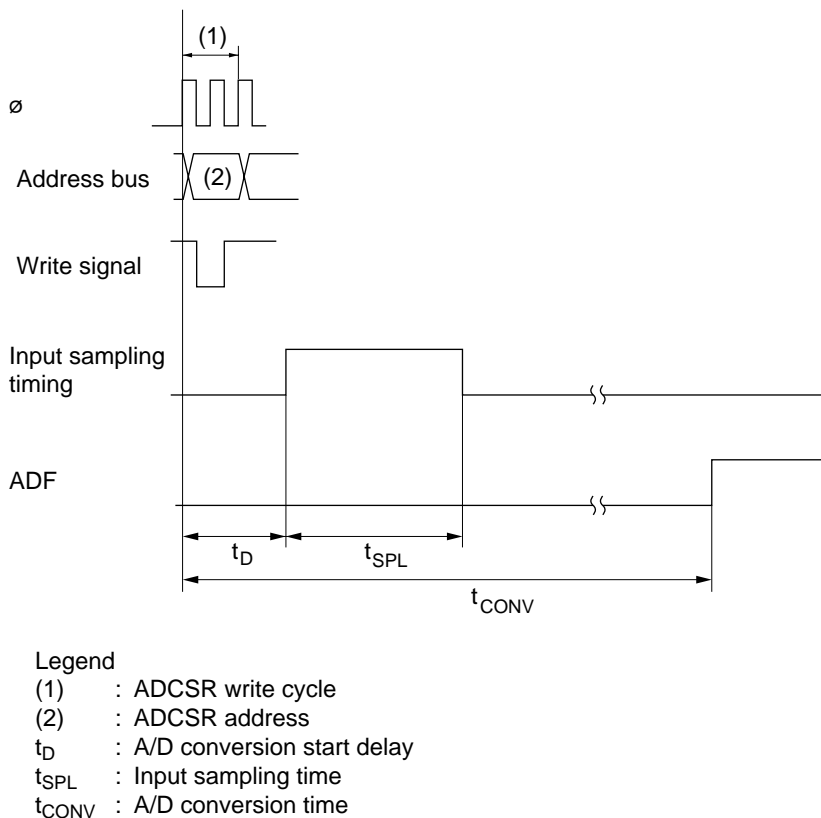 (1)
ø
Address bus
(2)
Write signal
Input sampling
timing
ADF
tD
tSPL
tCONV
Legend
(1) : ADCSR write cycle
(2) : ADCSR address
tD : A/D conversion start delay
tSPL : Input sampling time
tCONV : A/D conversion time